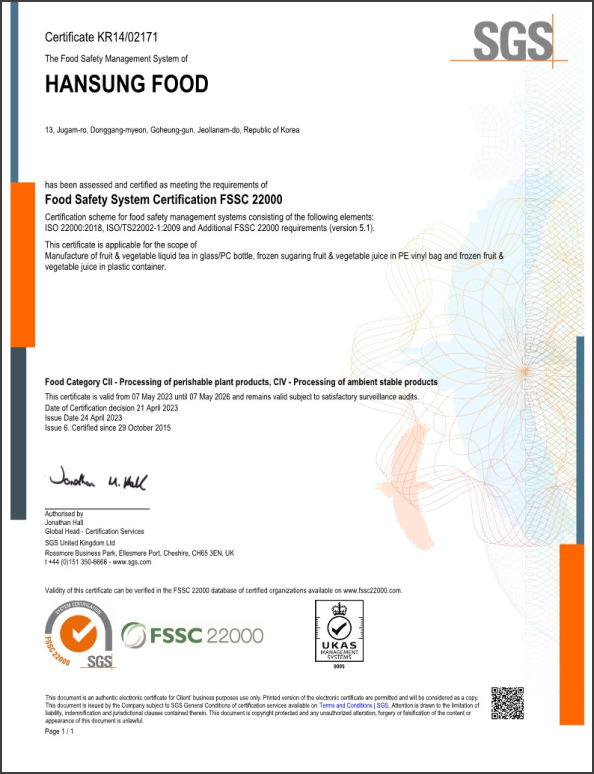 Certificate KR14/02171
SGS
The Food Safety Management System of
HANSUNG FOOD
13, Jugam-ro, Donggang-myeon, Goheung-gun, Jeollanam-do, Republic of Korea
has been assessed and certified as meeting the requirements of
Food Safety System Certification FSSC 22000
Certification scheme for food safety management systems consisting of the following elements:
ISO 22000:2018, ISO/TS22002-1:2009 and Additional FSSC 22000 requirements (version 5.1).
This certificate is applicable for the scope of
Manufacture of fruit & vegetable liquid tea in glass/PC bottle, frozen sugaring fruit & vegetable juice in PE vinyl bag and frozen fruit &
vegetable juice in plastic container.
Food Category CII - Processing of perishable plant products, CIV - Processing of ambient stable products
This certificate is valid from 07 May 2023 until 07 May 2026 and remains valid subject to satisfactory surveillance audits.
Date of Certification decision 21 April 2023
Issue Date 24 April 2023
Issue 6. Certified since 29 October 2015
Jonathan M. Hall
Authorised by
Jonathan Hall
Global Head - Certification Services
SGS United Kingdom Ltd
Rossmore Business Park, Ellesmere Port, Cheshire, CH65 3EN, UK
t +44 (0)151 350-6666 - www.sgs.com
Validity of this certificate can be verified in the FSSC 22000 database of certified organizations available on www.fssc22000.com.
SYSTEM CERTIFICATION
FSSC 22000
SGS
FSSC 22000
UKAS
MANAGEMENT
SYSTEMS
0005
This document is an authentic electronic certificate for Client' business purposes use only. Printed version of the electronic certificate are permitted and will be considered as a copy.
This document is issued by the Company subject to SGS General Conditions of certification services available on Terms and Conditions | SGS. Attention is drawn to the limitation of
liability, indemnification and jurisdictional clauses contained therein. This document is copyright protected and any unauthorized alteration, forgery or falsification of the content or
appearance of this document is unlawful.
Page 1 / 1